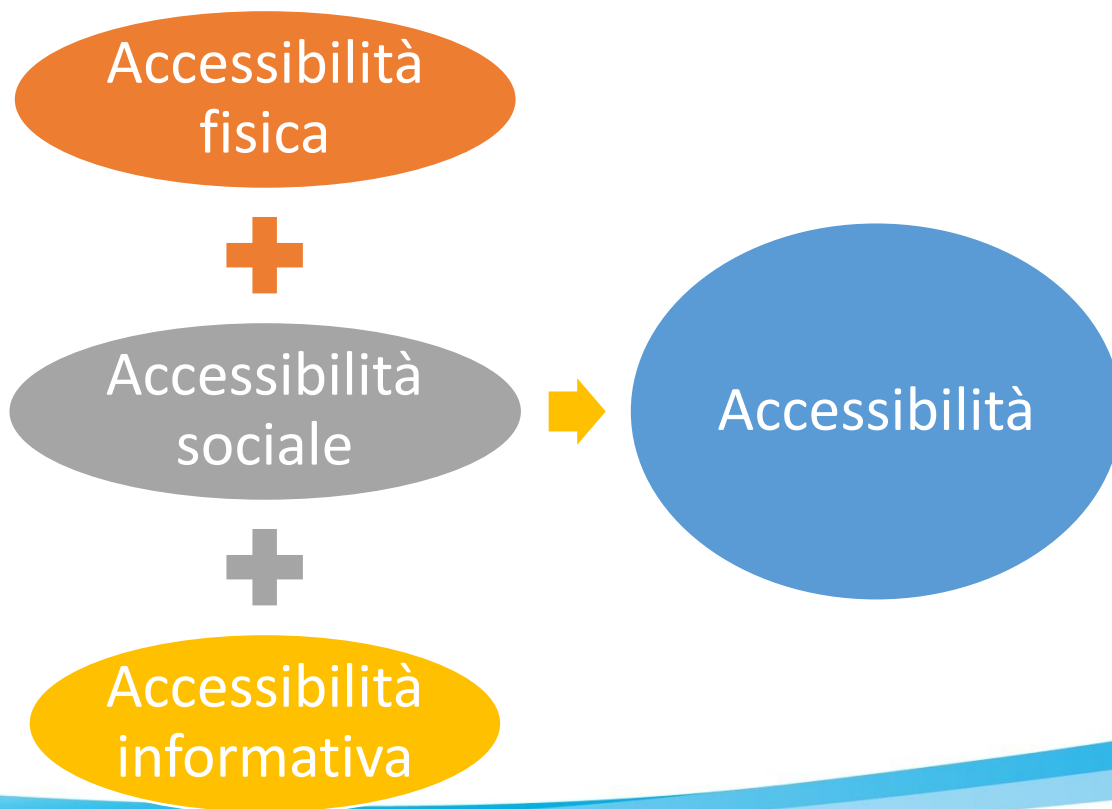 Accessibilità
fisica
Accessibilità
sociale
Accessibilità
informativa
Accessibilità